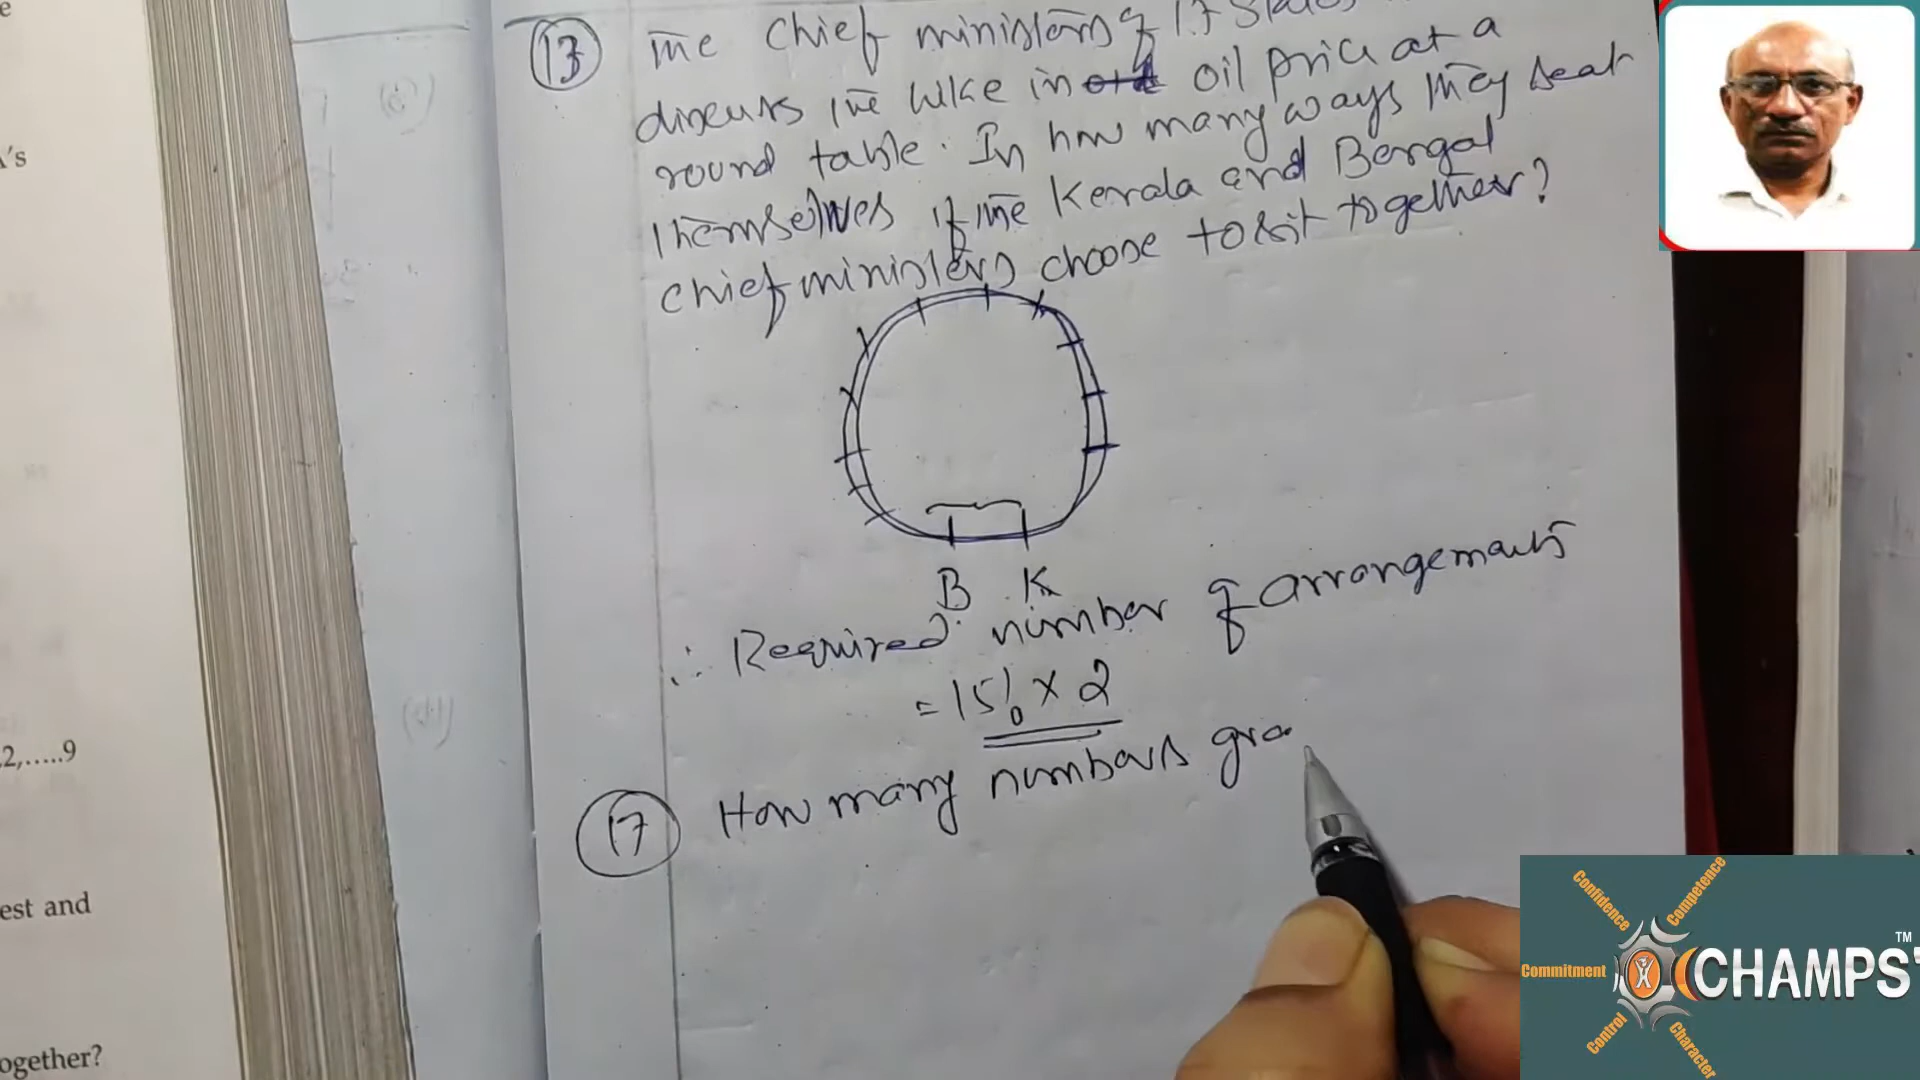 's
2,.....9
est and
ogether?
13 The Chief ministers of 17 States
discuss the hike in oil price at a
round table. In how many ways they seat
themselves if the Kerala and Bengal
chief ministers choose to sit together?
B K
∴ Required number of arrangements
= 15! × 2
17 How many numbers gra
Confidence
Competence
Commitment
CHAMPS
TM
Control
Character